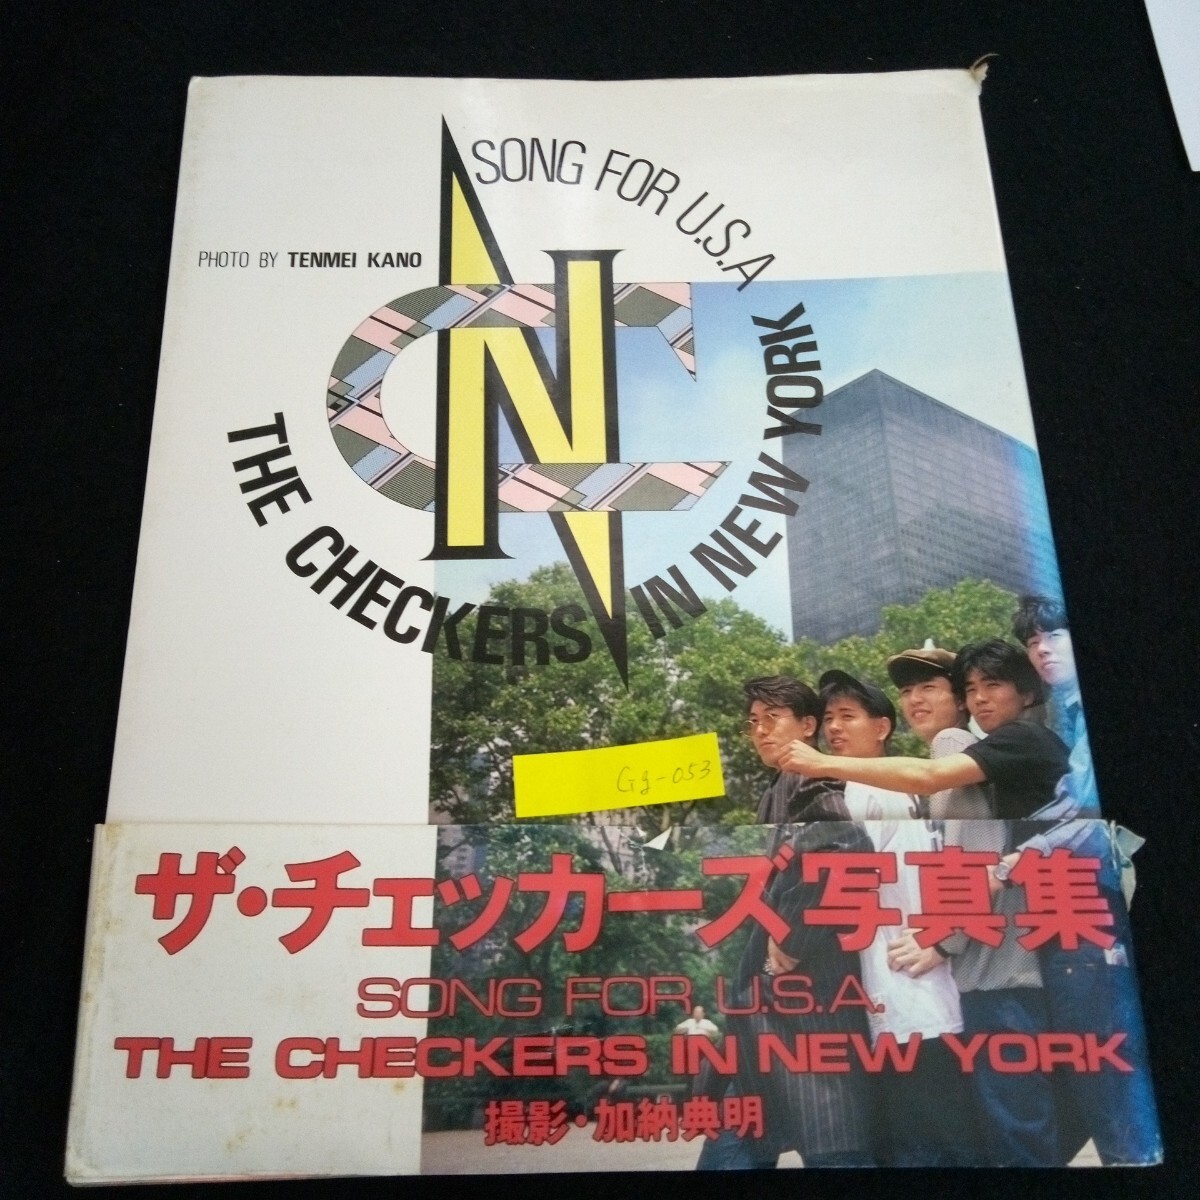 SONG FOR U.S.A
PHOTO BY TENMEI KANO
CN
THE CHECKERS IN NEW YORK
Gg-053
ザ・チェッカーズ写真集
SONG FOR U.S.A.
THE CHECKERS IN NEW YORK
撮影・加納典明